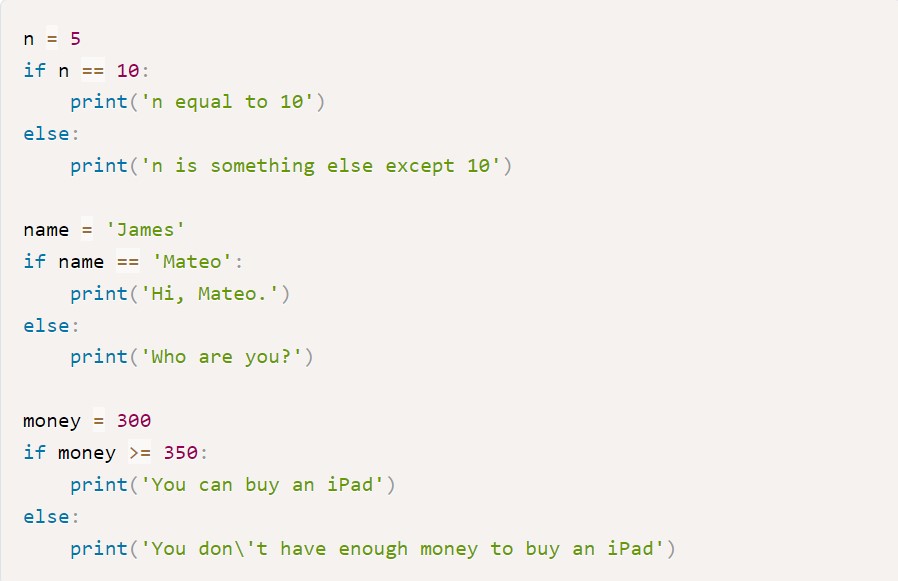 n = 5
if n == 10:
    print('n equal to 10')
else:
    print('n is something else except 10')

name = 'James'
if name == 'Mateo':
    print('Hi, Mateo.')
else:
    print('Who are you?')

money = 300
if money >= 350:
    print('You can buy an iPad')
else:
    print('You don\'t have enough money to buy an iPad')